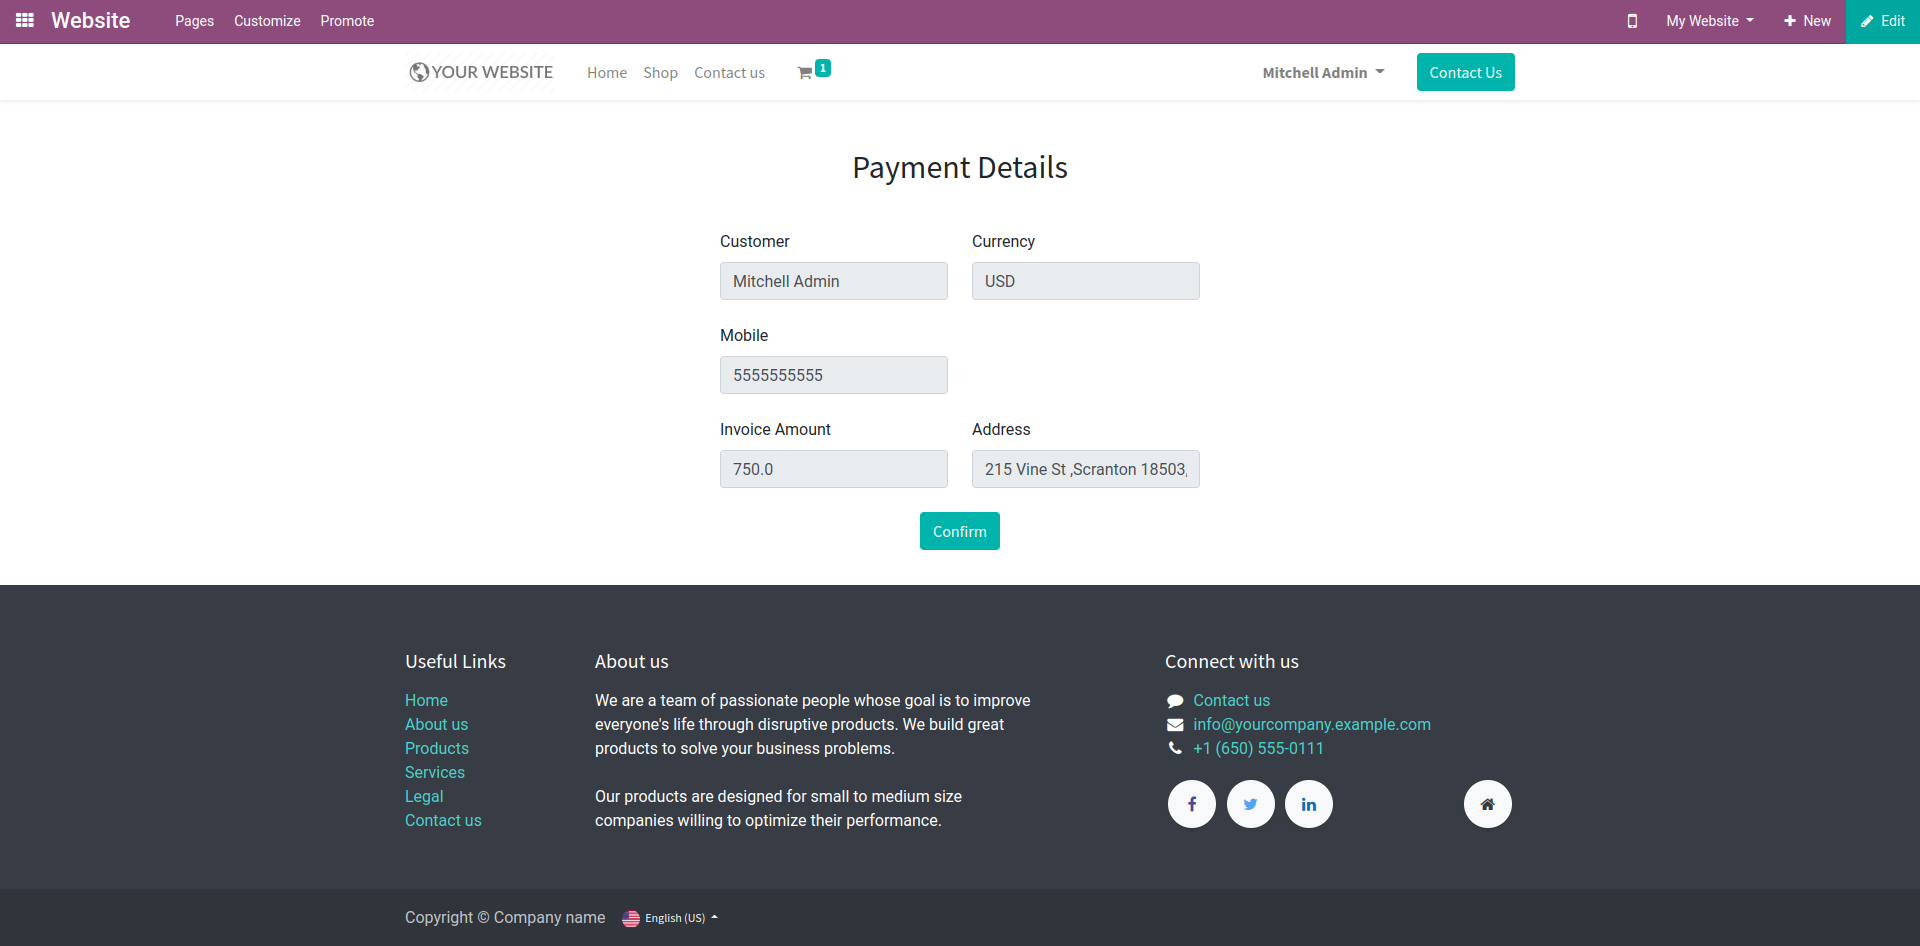 Website Pages Customize Promote My Website New Edit
YOUR WEBSITE Home Shop Contact us 1 Mitchell Admin Contact Us
Payment Details
Customer Currency
Mitchell Admin USD
Mobile
5555555555
Invoice Amount Address
750.0 215 Vine St ,Scranton 18503,
Confirm
Useful Links
Home
About us
Products
Services
Legal
Contact us
About us
We are a team of passionate people whose goal is to improve
everyone's life through disruptive products. We build great
products to solve your business problems.
Our products are designed for small to medium size
companies willing to optimize their performance.
Connect with us
Contact us
info@yourcompany.example.com
+1 (650) 555-0111
Copyright © Company name English (US)